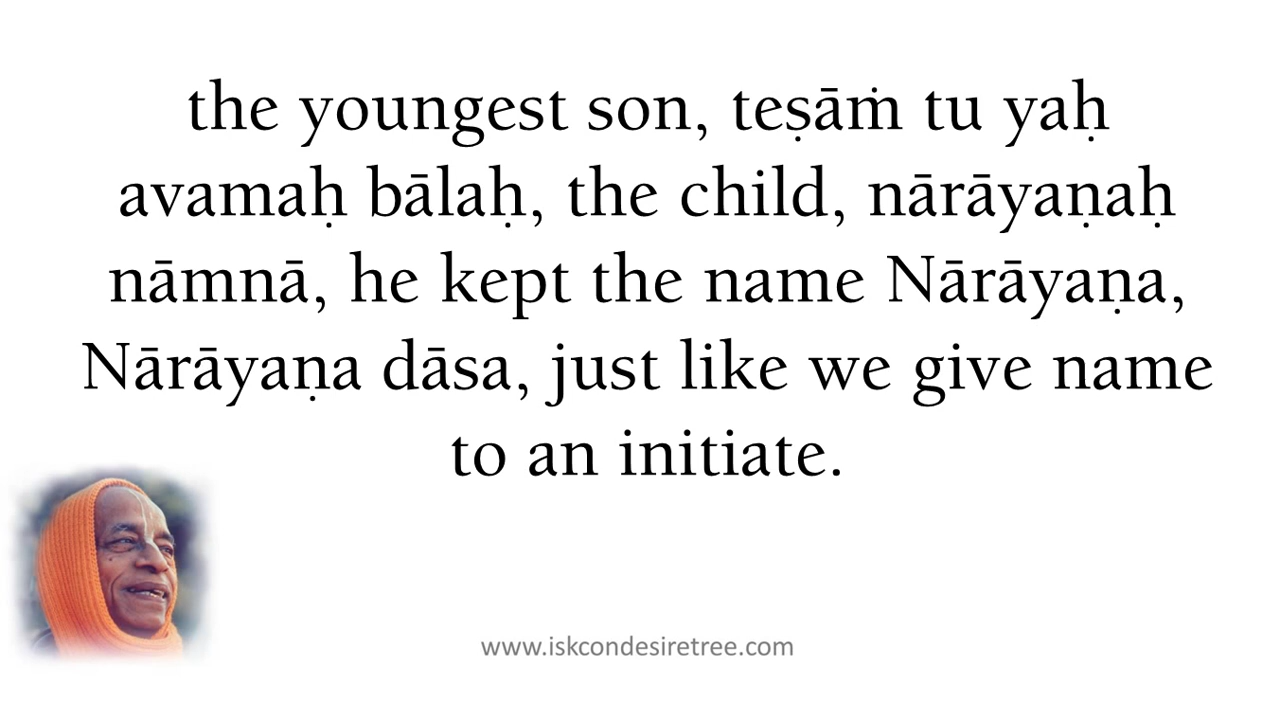 the youngest son, teṣāṁ tu yaḥ
avamaḥ bālaḥ, the child, nārāyaṇaḥ
nāmnā, he kept the name Nārāyaṇa,
Nārāyaṇa dāsa, just like we give name
to an initiate.
www.iskcondesiretree.com